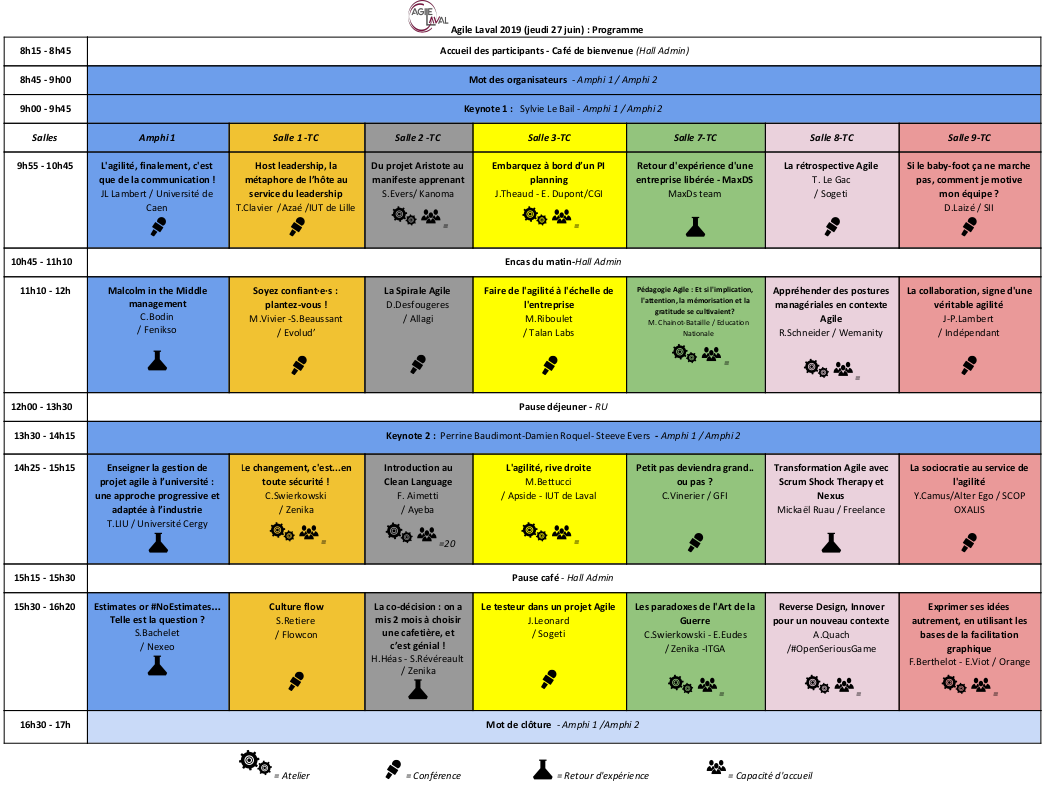 AGILE
LAVAL
Agile Laval 2019 (jeudi 27 juin) : Programme
8h15 - 8h45
Accueil des participants - Café de bienvenue (Hall Admin)
8h45 - 9h00
Mot des organisateurs - Amphi 1 / Amphi 2
9h00 - 9h45
Keynote 1 : Sylvie Le Bail - Amphi 1 / Amphi 2
Salles
Amphi 1
Salle 1 -TC
Salle 2 -TC
Salle 3-TC
Salle 7-TC
Salle 8-TC
Salle 9-TC
9h55 - 10h45
L'agilité, finalement, c'est
que de la communication !
JL Lambert / Université de
Caen
Host leadership, la
métaphore de l'hôte au
service du leadership
T.Clavier /Azaé /IUT de Lille
Du projet Aristote au
manifeste apprenant
S.Evers/ Kanoma
=
Embarquez à bord d'un PI
planning
J.Theaud - E. Dupont/CGI
=
Retour d'expérience d'une
entreprise libérée - MaxDS
MaxDs team
La rétrospective Agile
T. Le Gac
/ Sogeti
Si le baby-foot ça ne marche
pas, comment je motive
mon équipe ?
D.Laizé / SII
10h45 - 11h10
Encas du matin-Hall Admin
11h10 - 12h
Malcolm in the Middle
management
C.Bodin
/ Fenikso
Soyez confiant·e·s :
plantez-vous !
M.Vivier -S.Beaussant
/ Evolud'
La Spirale Agile
D.Desfougeres
/ Allagi
Faire de l'agilité à l'échelle de
l'entreprise
M.Riboulet
/ Talan Labs
Pédagogie Agile : Et si l'implication,
l'attention, la mémorisation et la
gratitude se cultivaient?
M. Chainot-Bataille / Education
Nationale
=
Appréhender des postures
managériales en contexte
Agile
R.Schneider / Wemanity
=
La collaboration, signe d'une
véritable agilité
J-P.Lambert
/ Indépendant
12h00 - 13h30
Pause déjeuner - RU
13h30 - 14h15
Keynote 2 : Perrine Baudimont-Damien Roquel- Steeve Evers - Amphi 1 / Amphi 2
14h25 - 15h15
Enseigner la gestion de
projet agile à l'université :
une approche progressive et
adaptée à l'industrie
T.LIU / Université Cergy
Le changement, c'est...en
toute sécurité !
C.Swierkowski
/ Zenika
=
Introduction au
Clean Language
F. Aimetti
/ Ayeba
=20
L'agilité, rive droite
M.Bettucci
/ Apside - IUT de Laval
=
Petit pas deviendra grand..
ou pas ?
C.Vinerier / GFI
Transformation Agile avec
Scrum Shock Therapy et
Nexus
Mickaël Ruau / Freelance
La sociocratie au service de
l'agilité
Y.Camus/Alter Ego / SCOP
OXALIS
15h15 - 15h30
Pause café - Hall Admin
15h30 - 16h20
Estimates or #NoEstimates...
Telle est la question ?
S.Bachelet
/ Nexeo
Culture flow
S.Retiere
/ Flowcon
La co-décision : on a
mis 2 mois à choisir
une cafetière, et
c'est génial !
H.Héas - S.Révéreault
/ Zenika
Le testeur dans un projet Agile
J.Leonard
/ Sogeti
Les paradoxes de l'Art de la
Guerre
C.Swierkowski - E.Eudes
/ Zenika -ITGA
=
Reverse Design, Innover
pour un nouveau contexte
A.Quach
/#OpenSeriousGame
=
Exprimer ses idées
autrement, en utilisant les
bases de la facilitation
graphique
F.Berthelot - E.Viot / Orange
=
16h30 - 17h
Mot de clôture - Amphi 1 /Amphi 2
= Atelier
= Conférence
= Retour d'expérience
= Capacité d'accueil